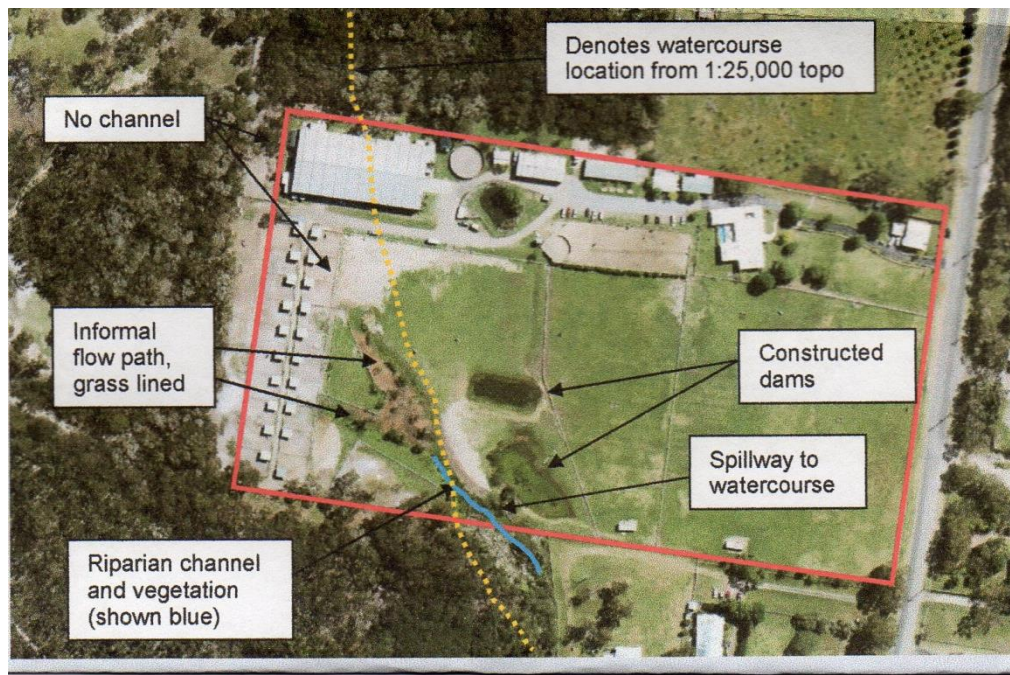 Denotes watercourse
location from 1:25,000 topo
No channel
Informal
flow path,
grass lined
Constructed
dams
Spillway to
watercourse
Riparian channel
and vegetation
(shown blue)